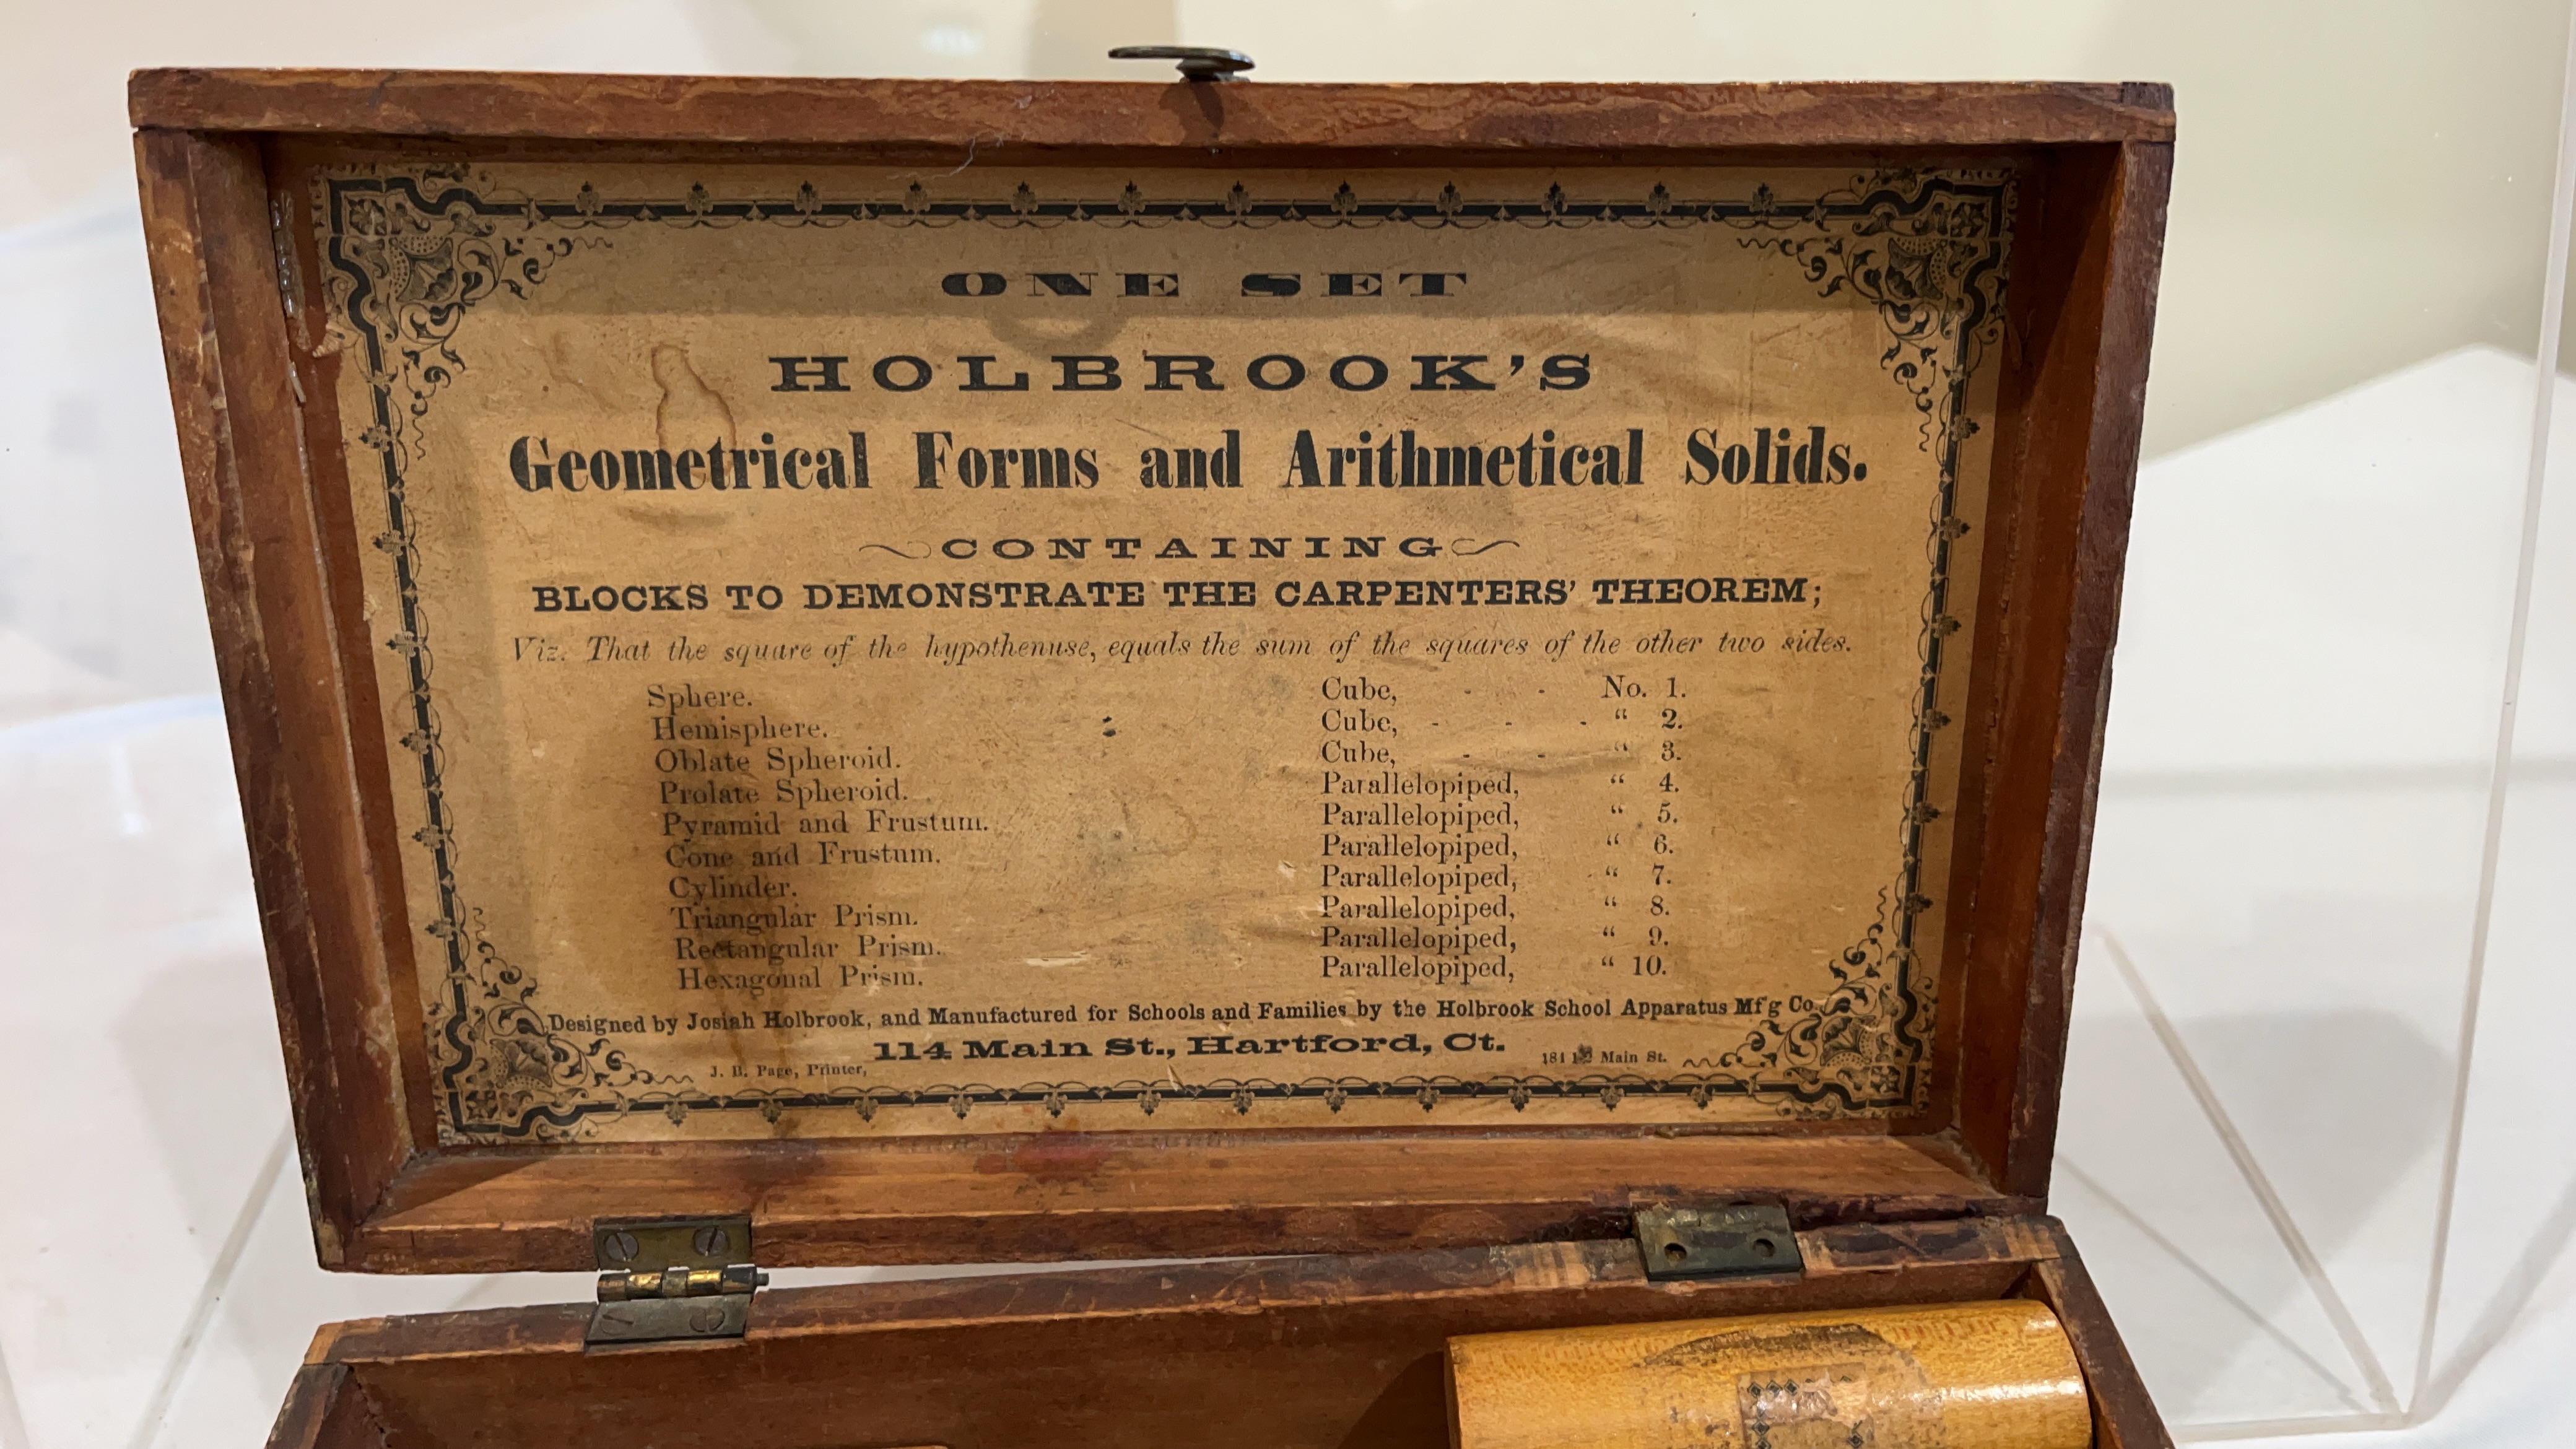 ONE SET
HOLBROOK'S
Geometrical Forms and Arithmetical Solids.
CONTAINING
BLOCKS TO DEMONSTRATE THE CARPENTERS' THEOREM;
Viz. That the square of the hypothenuse, equals the sum of the squares of the other two sides.
Sphere.
Hemisphere.
Oblate Spheroid.
Prolate Spheroid.
Pyramid and Frustum.
Cone and Frustum.
Cylinder.
Triangular Prism.
Rectangular Prism.
Hexagonal Prism.
Cube, - - No. 1.
Cube, - - - “ 2.
Cube, - - “ 3.
Parallelopiped, “ 4.
Parallelopiped, “ 5.
Parallelopiped, “ 6.
Parallelopiped, “ 7.
Parallelopiped, “ 8.
Parallelopiped, “ 9.
Parallelopiped, “ 10.
Designed by Josiah Holbrook, and Manufactured for Schools and Families by the Holbrook School Apparatus Mf'g Co.
114 Main St., Hartford, Ct.
J. B. Page, Printer, Main St.